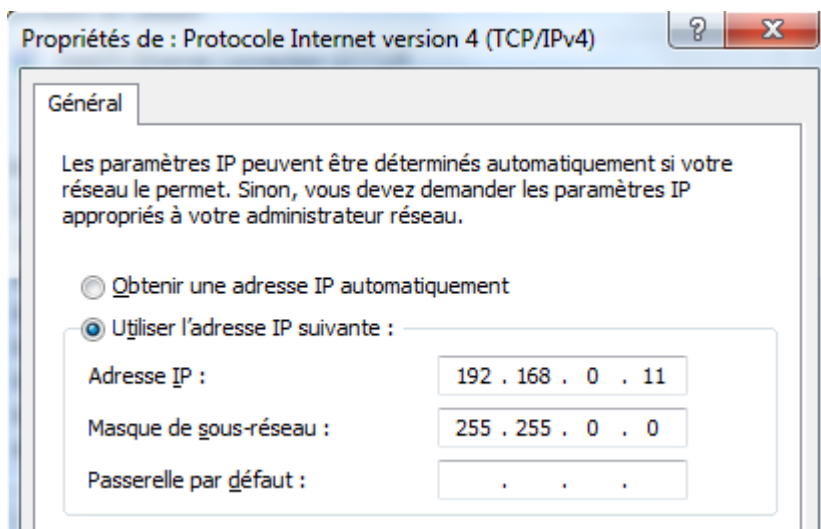 Propriétés de : Protocole Internet version 4 (TCP/IPv4)
?
X
Général
Les paramètres IP peuvent être déterminés automatiquement si votre
réseau le permet. Sinon, vous devez demander les paramètres IP
appropriés à votre administrateur réseau.
Obtenir une adresse IP automatiquement
Utiliser l'adresse IP suivante :
Adresse IP : 192 . 168 . 0 . 11
Masque de sous-réseau : 255 . 255 . 0 . 0
Passerelle par défaut : . . .